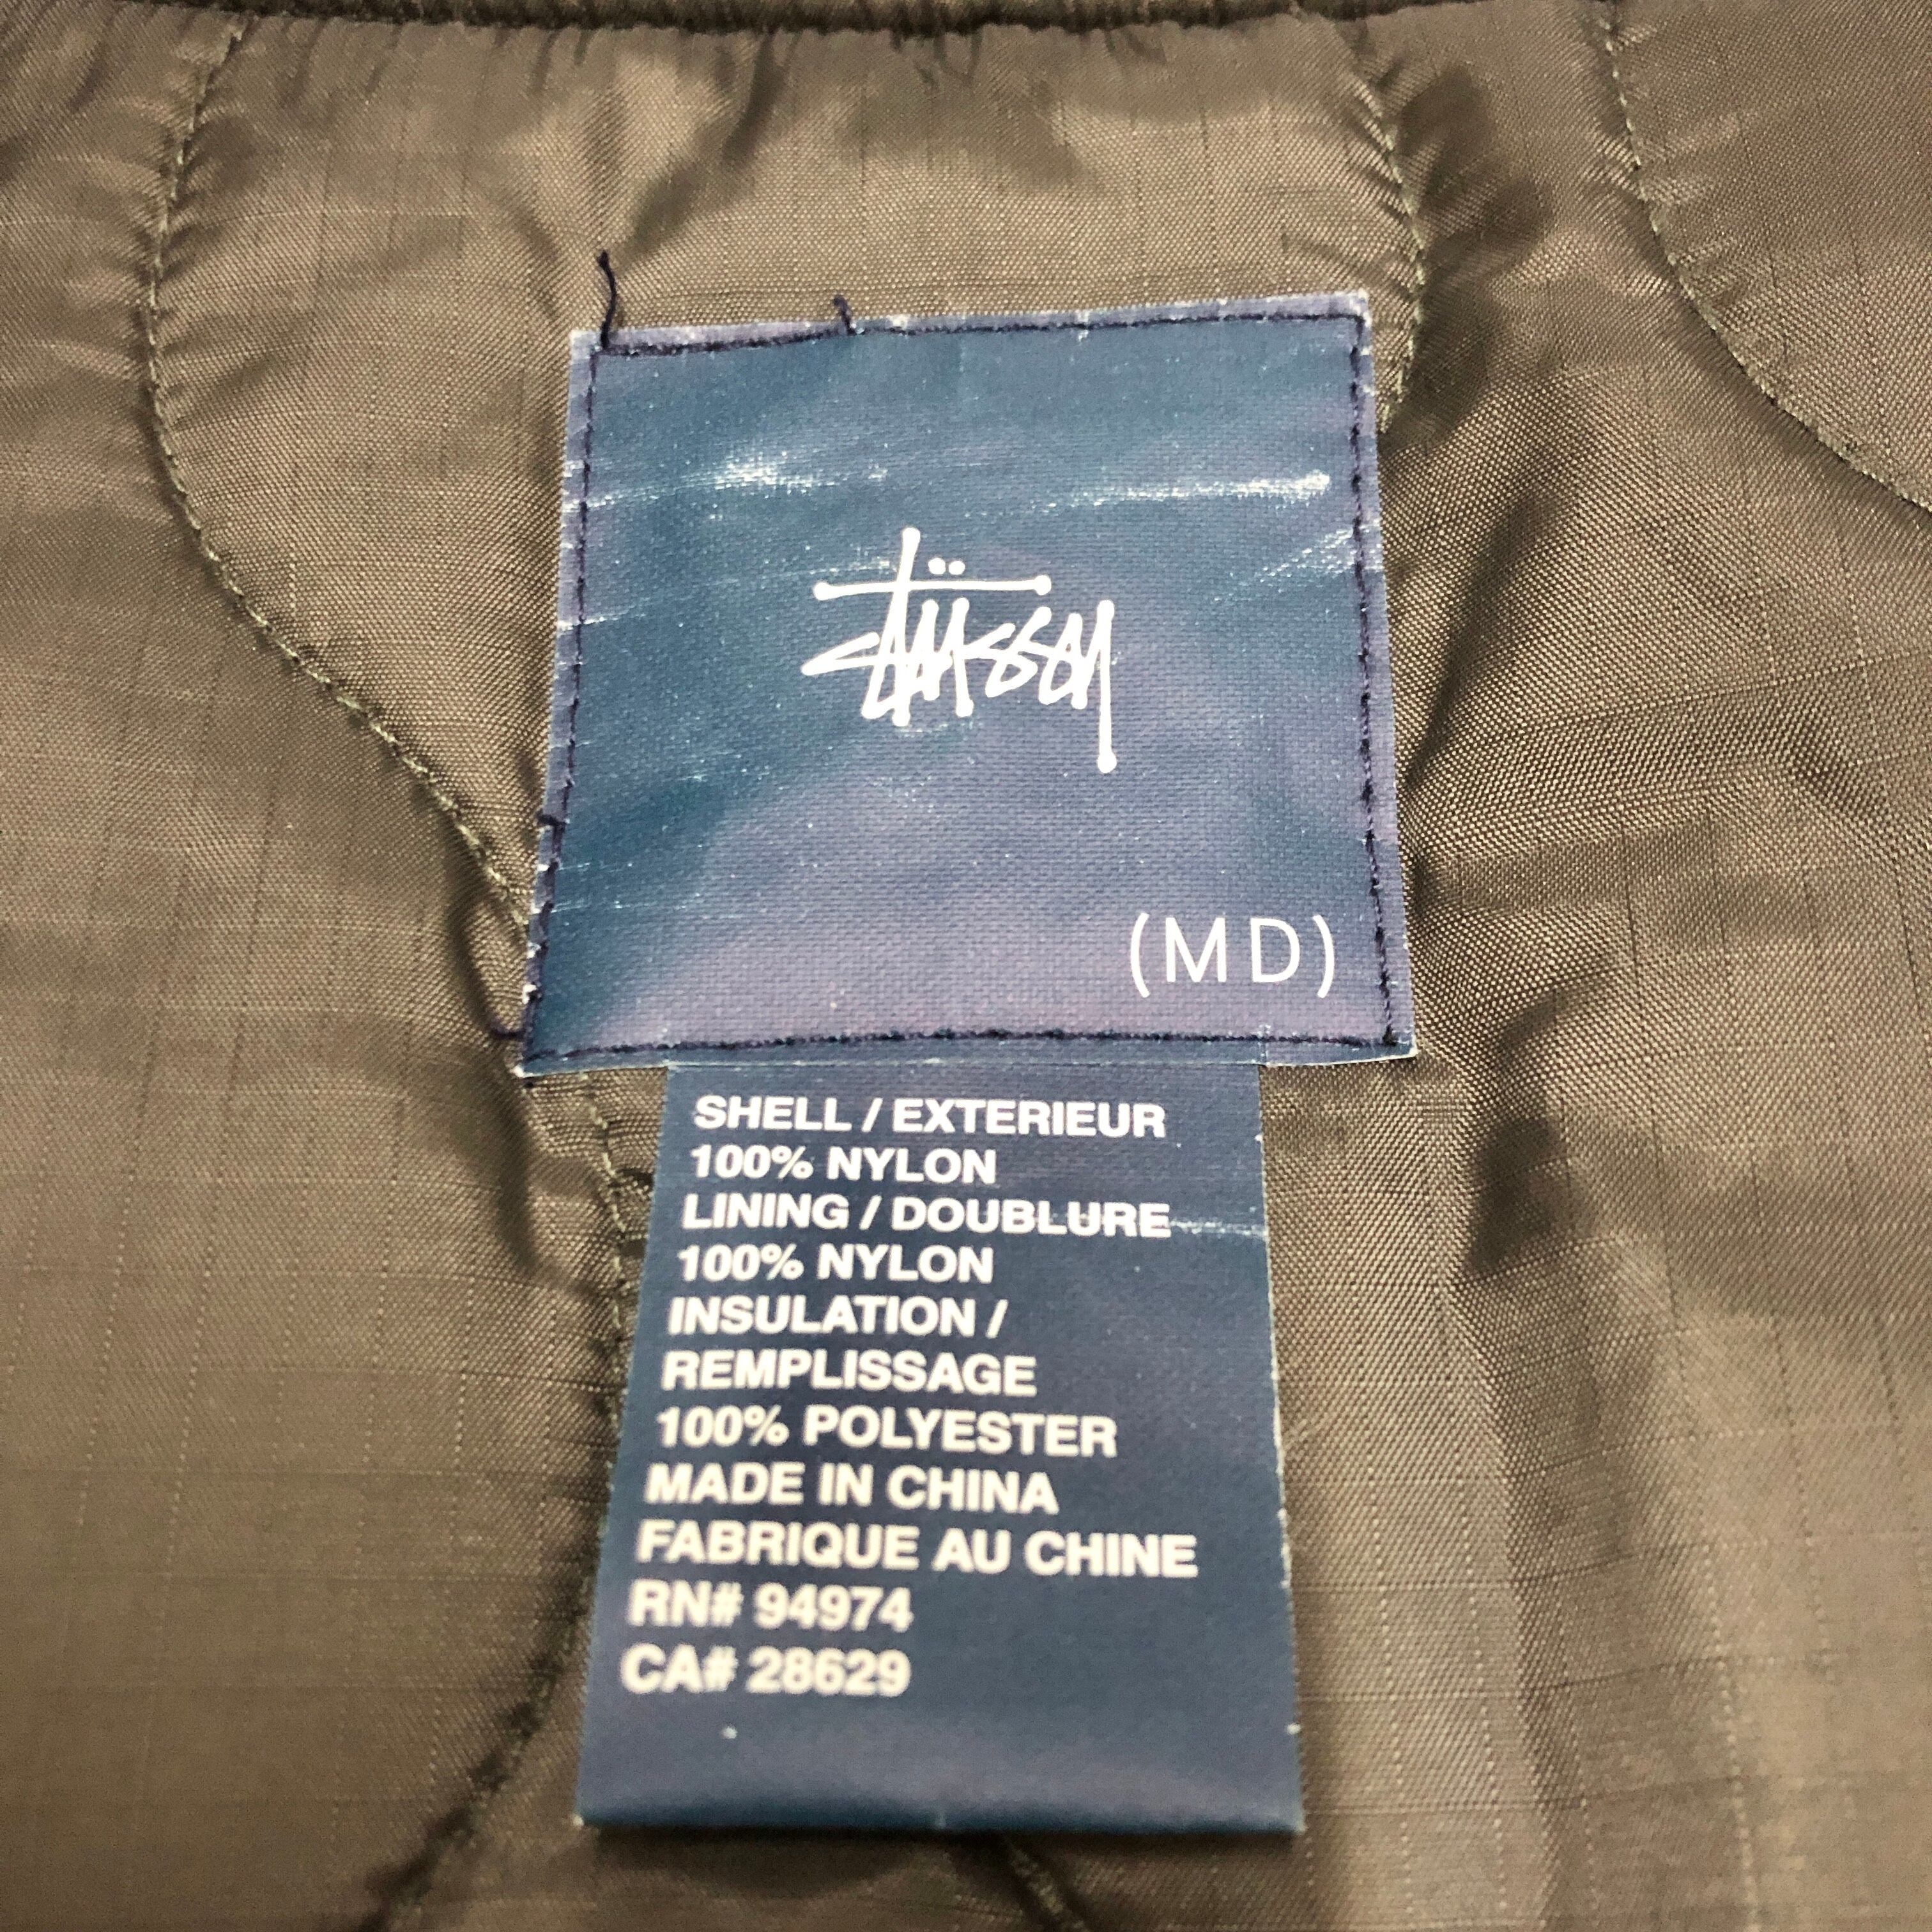 Stüssy
(MD)
SHELL / EXTERIEUR
100% NYLON
LINING / DOUBLURE
100% NYLON
INSULATION /
REMPLISSAGE
100% POLYESTER
MADE IN CHINA
FABRIQUE AU CHINE
RN# 94974
CA# 28629